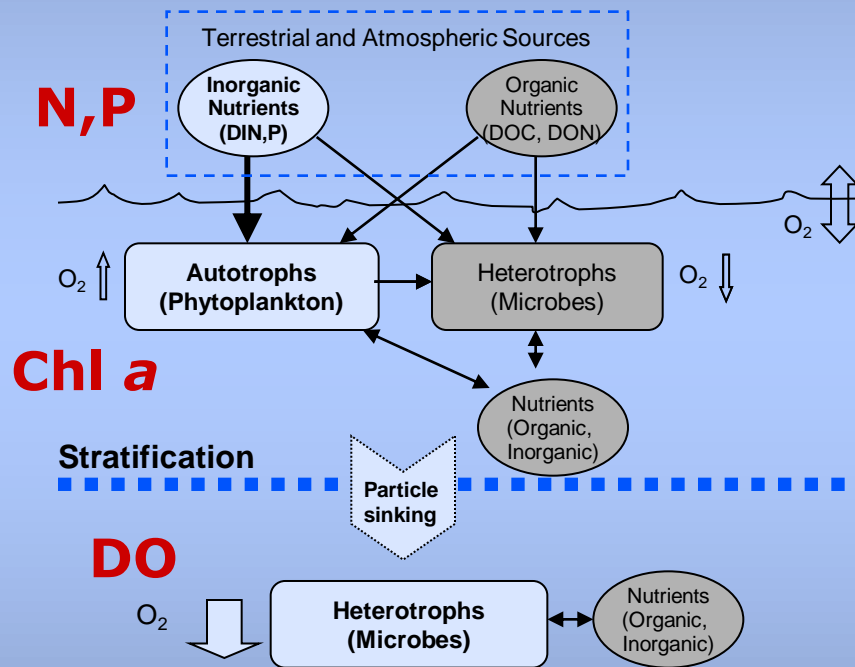 Terrestrial and Atmospheric Sources
N,P
Inorganic
Nutrients
(DIN,P)
Organic
Nutrients
(DOC, DON)
O₂
O₂
Autotrophs
(Phytoplankton)
Heterotrophs
(Microbes)
O₂
Chl a
Nutrients
(Organic,
Inorganic)
Stratification
Particle
sinking
DO
O₂
Heterotrophs
(Microbes)
Nutrients
(Organic,
Inorganic)